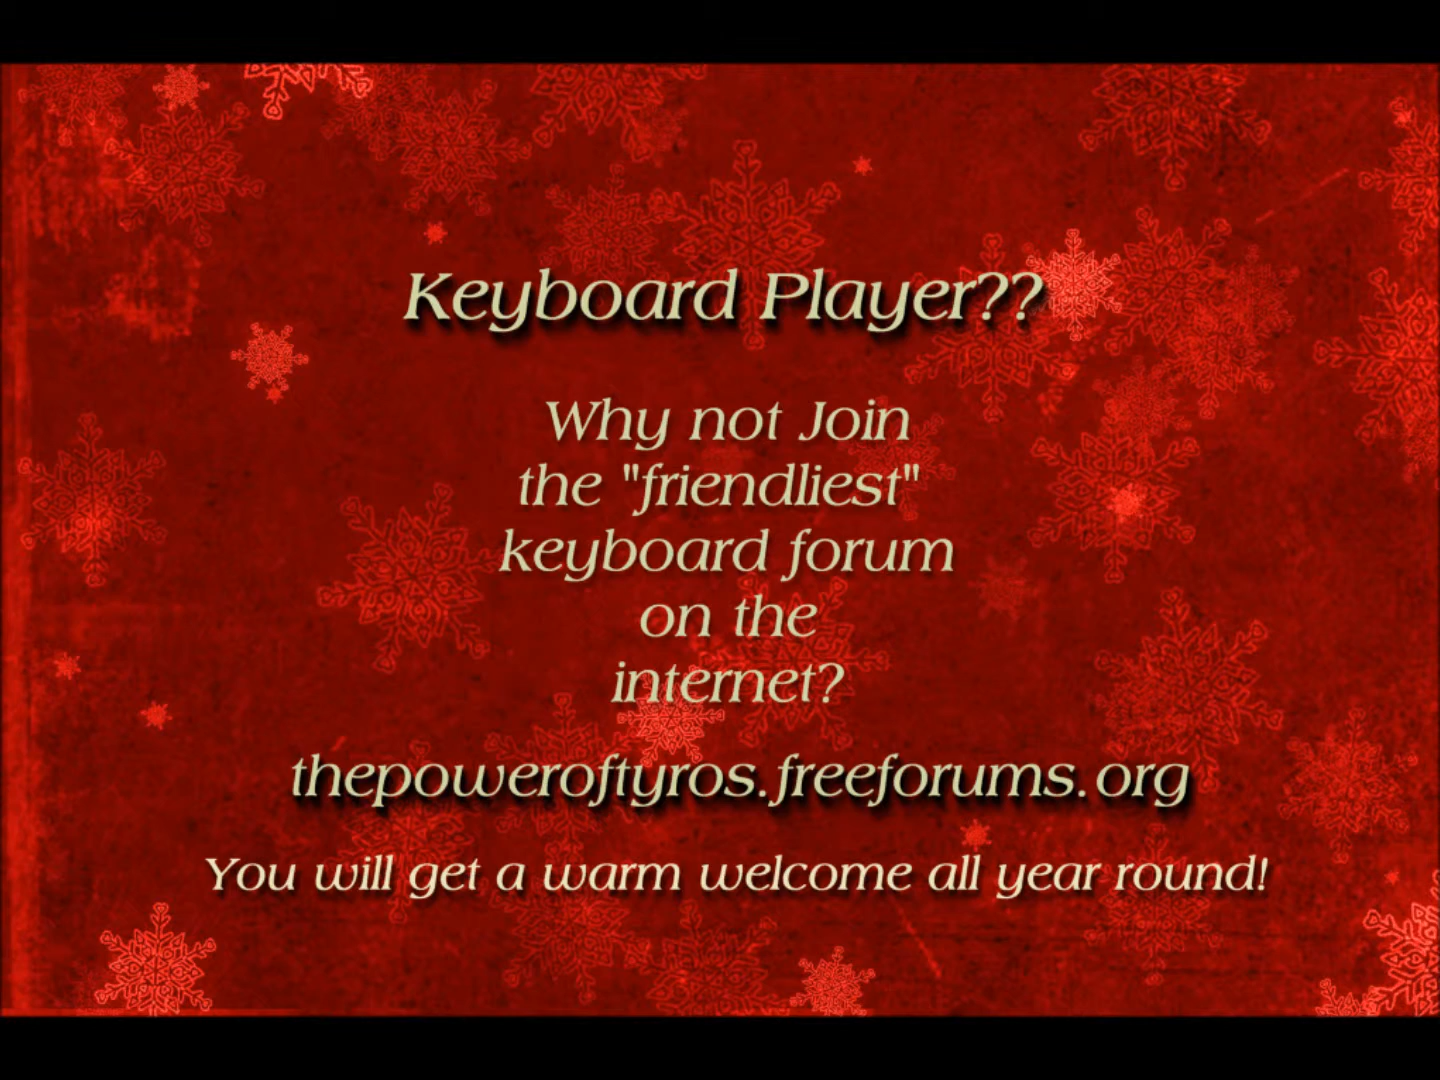 Keyboard Player??
Why not Join
the "friendliest"
keyboard forum
on the
internet?
thepoweroftyros.freeforums.org
You will get a warm welcome all year round!